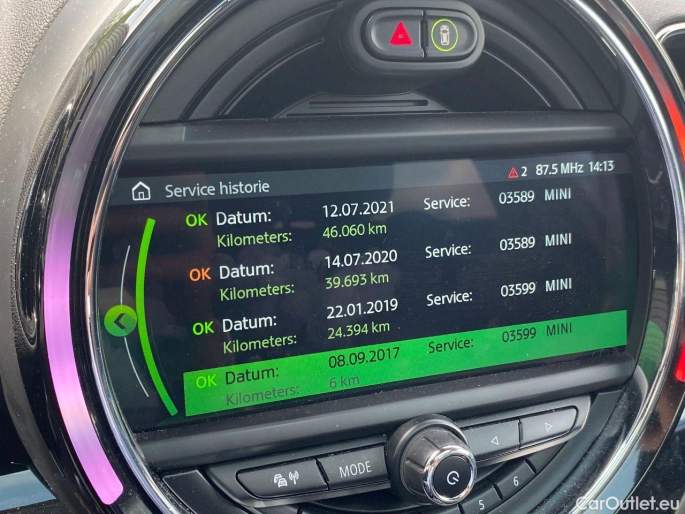 2 87.5 MHz 14:13
Service historie
OK Datum: 12.07.2021 Service: 03589 MINI
Kilometers: 46.060 km
OK Datum: 14.07.2020 Service: 03589 MINI
Kilometers: 39.693 km
OK Datum: 22.01.2019 Service: 03599 MINI
Kilometers: 24.394 km
OK Datum: 08.09.2017 Service: 03599 MINI
Kilometers: 6 km
MODE
5 6
CarOutlet.eu